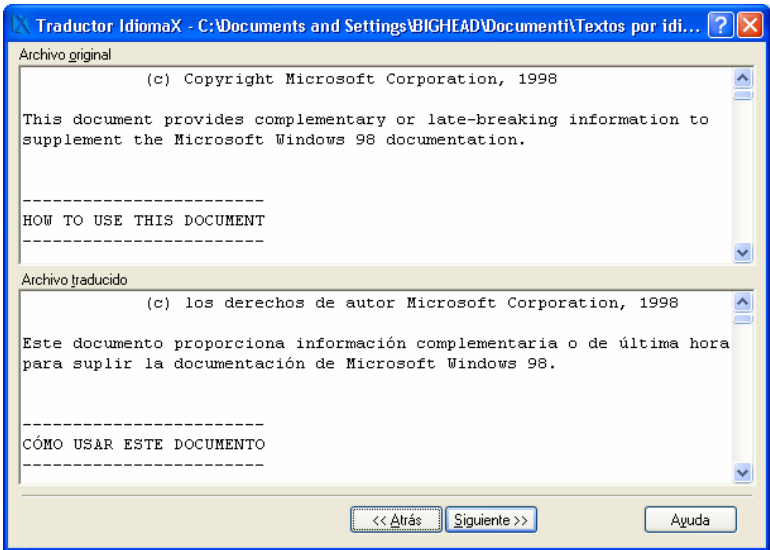 Traductor IdiomaX - C:\Documents and Settings\BIGHEAD\Documenti\Textos por idi...
Archivo original
(c) Copyright Microsoft Corporation, 1998
This document provides complementary or late-breaking information to
supplement the Microsoft Windows 98 documentation.
------------------------
HOW TO USE THIS DOCUMENT
------------------------
Archivo traducido
(c) los derechos de autor Microsoft Corporation, 1998
Este documento proporciona información complementaria o de última hora
para suplir la documentación de Microsoft Windows 98.
------------------------
CÓMO USAR ESTE DOCUMENTO
------------------------
<< Atrás Siguiente >> Ayuda